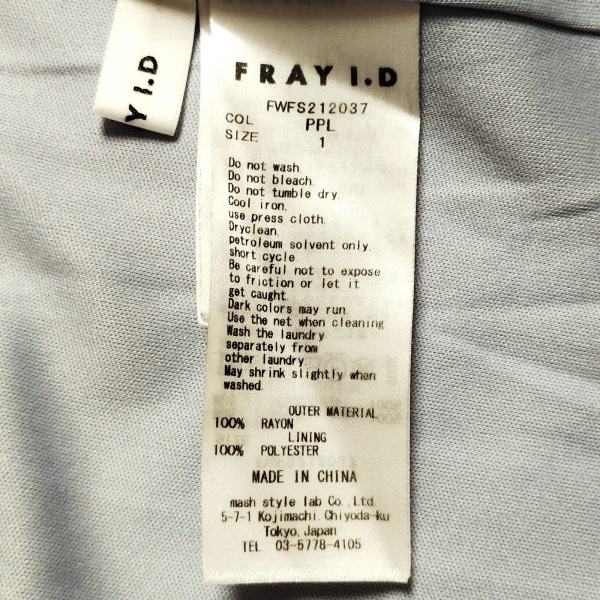 Y I.D
FRAY I.D
FWFS212037
COL PPL
SIZE 1
Do not wash.
Do not bleach.
Do not tumble dry.
Cool iron,
use press cloth.
Dryclean,
petroleum solvent only,
short cycle.
Be careful not to expose
to friction or let it
get caught.
Dark colors may run.
Use the net when cleaning
Wash the laundry
separately from
other laundry.
May shrink slightly when
washed.
OUTER MATERIAL
100% RAYON
LINING
100% POLYESTER
MADE IN CHINA
mash style lab Co.,Ltd.
5-7-1 Kojimachi.Chiyoda-ku
Tokyo,Japan
TEL 03-5778-4105